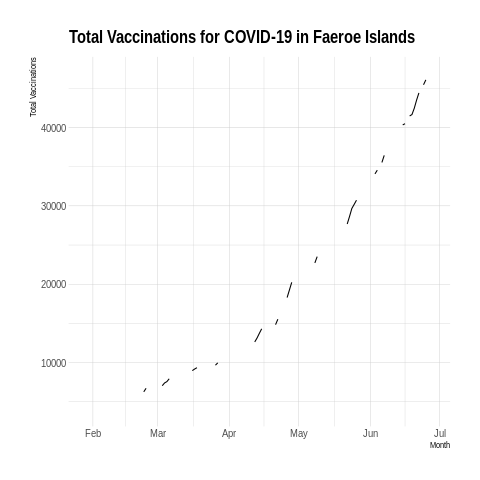 Total Vaccinations for COVID-19 in Faeroe Islands
Total Vaccinations
40000
30000
20000
10000
Feb Mar Apr May Jun Jul
Month